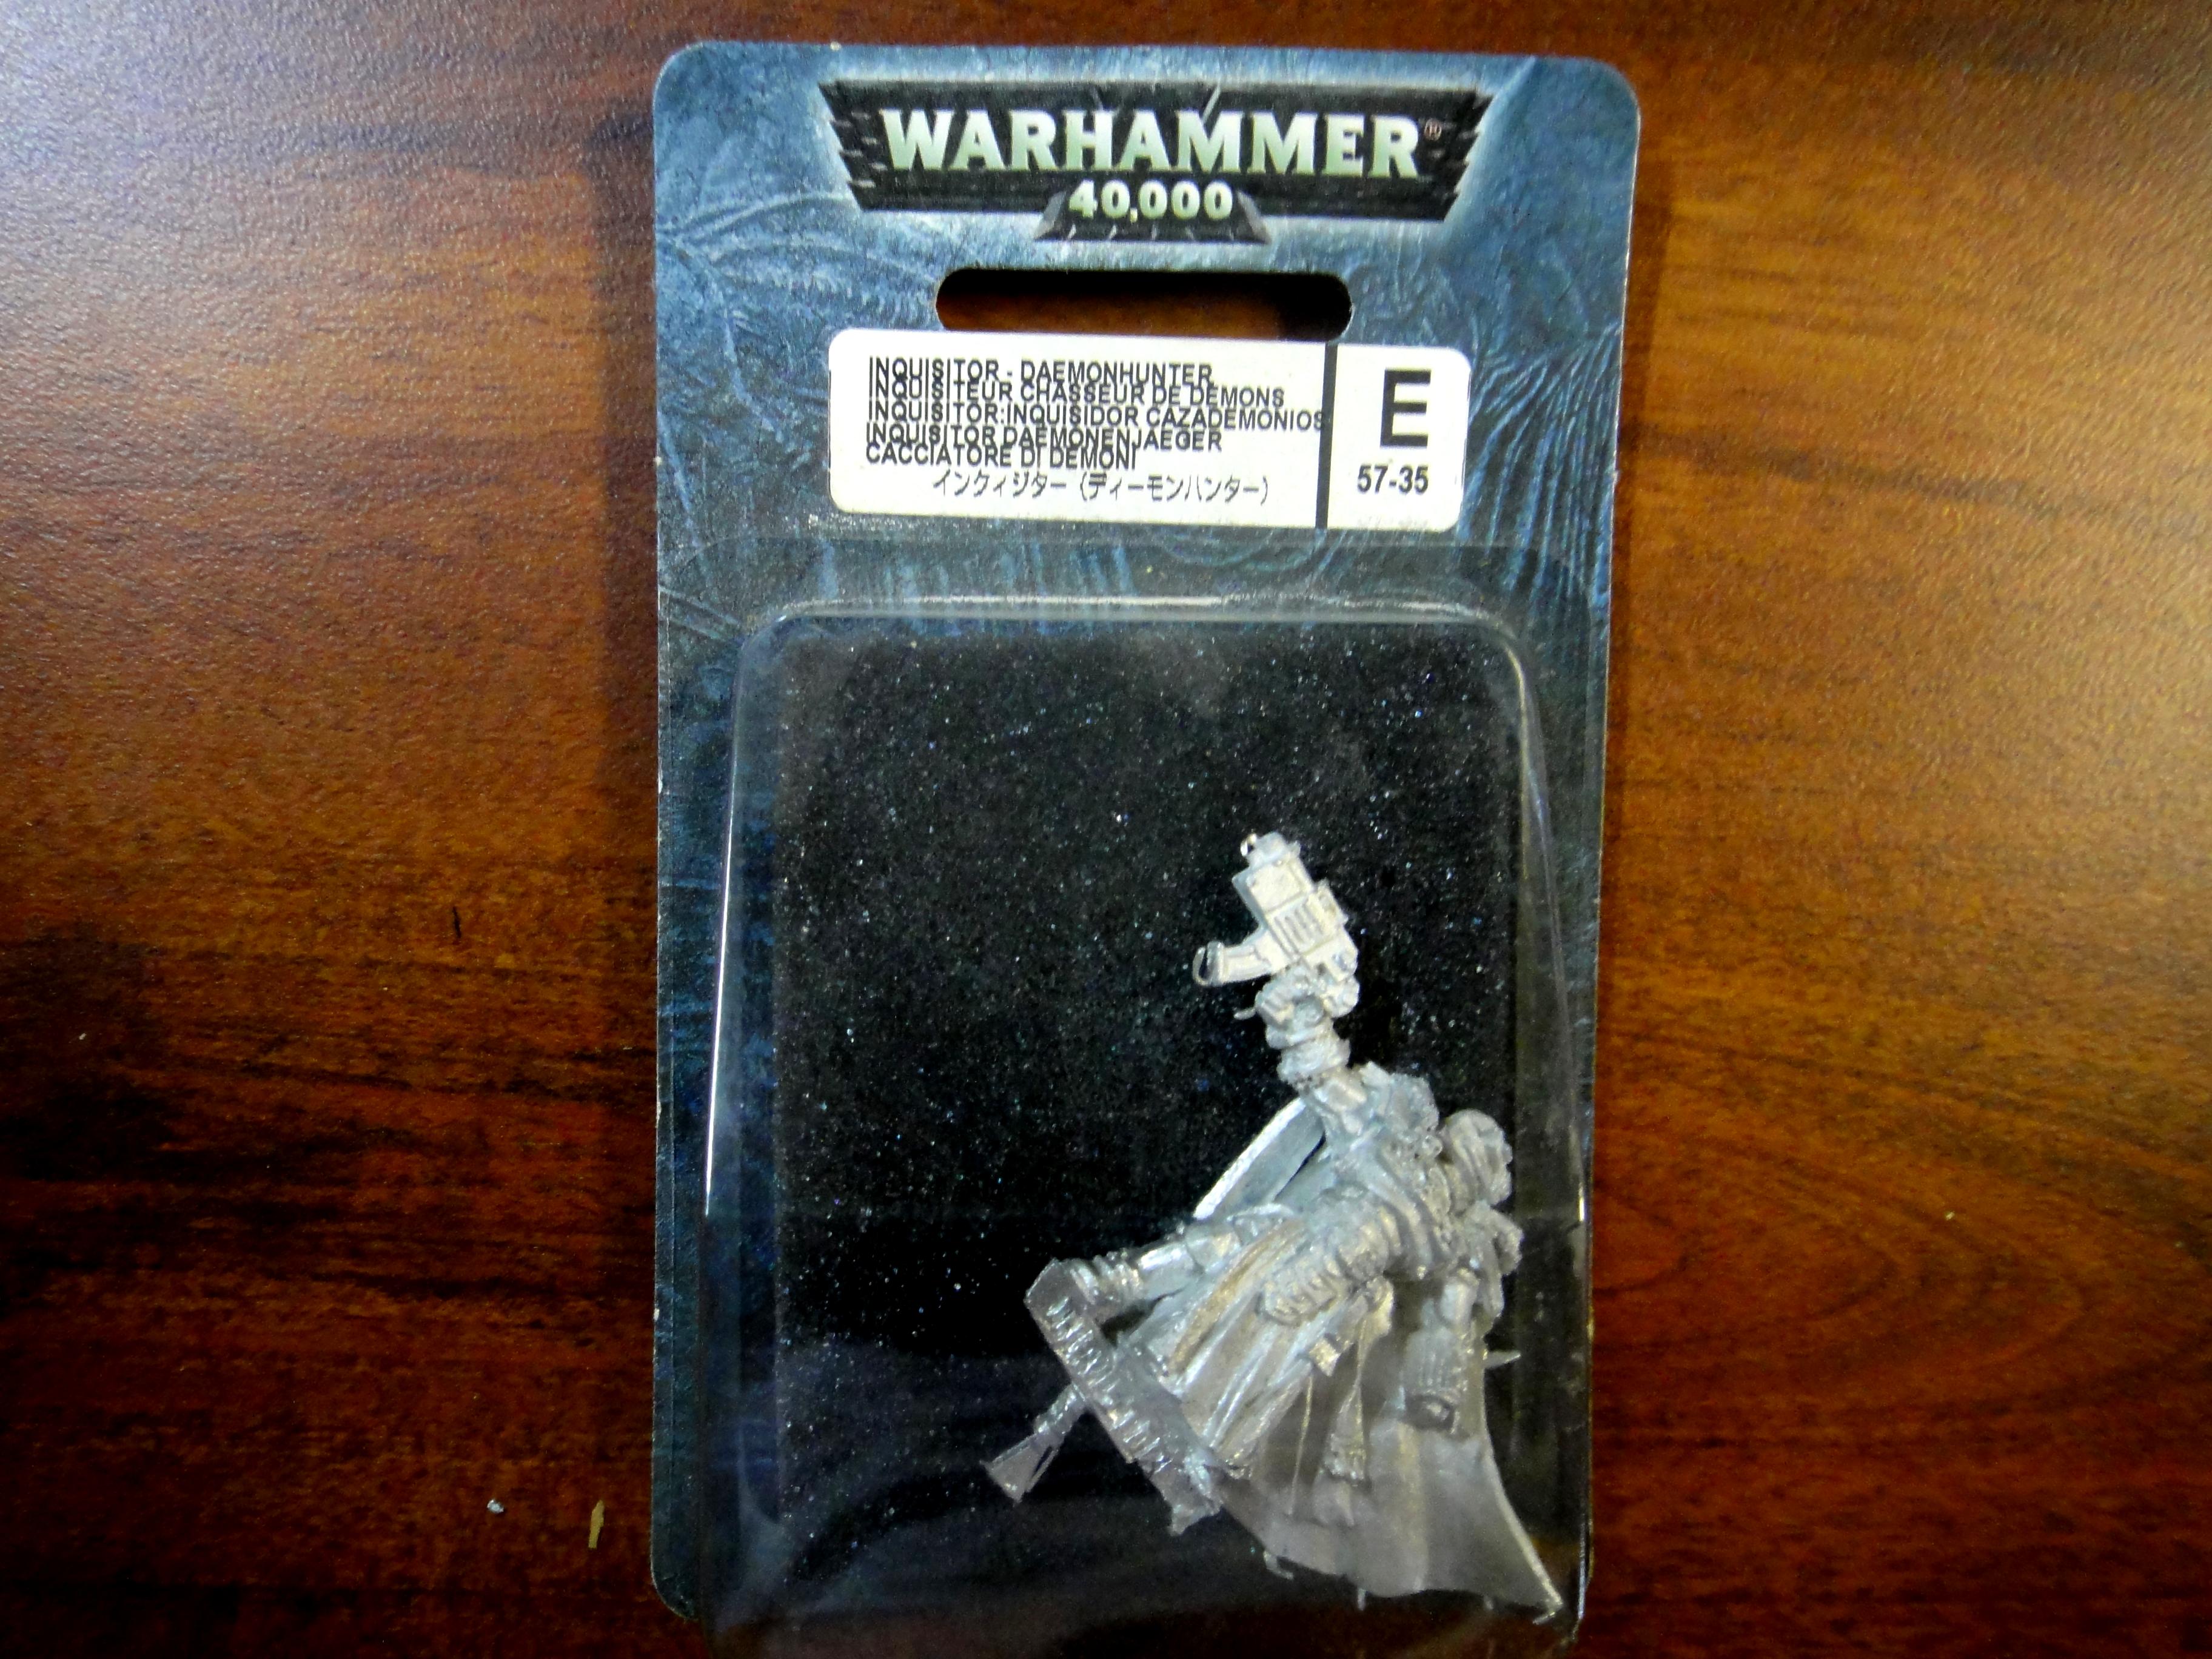 WARHAMMER®
40,000
INQUISITOR - DAEMONHUNTER
INQUISITEUR CHASSEUR DE DÉMONS
INQUISITOR:INQUISIDOR CAZADEMONIOS
INQUISITOR DAEMONENJAEGER
CACCIATORE DI DEMONI
インクィジター (ディーモンハンター)
E
57-35